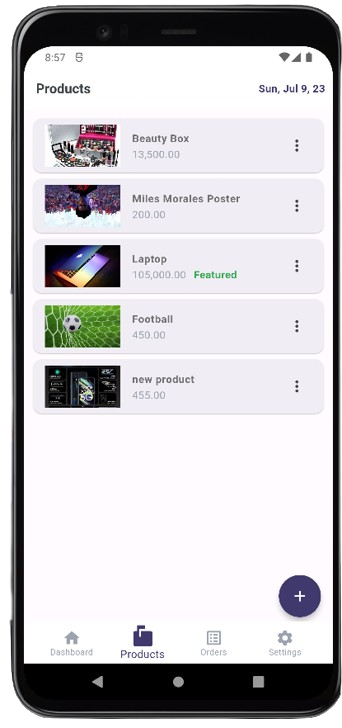 8:57
Products
Sun, Jul 9, 23
Beauty Box
13,500.00
Miles Morales Poster
200.00
Laptop
105,000.00 Featured
Football
450.00
new product
455.00
5G
+
Dashboard
Products
Orders
Settings